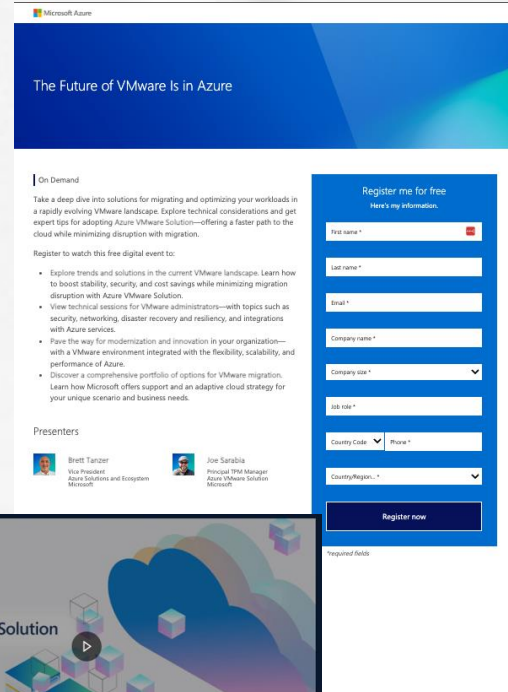 Microsoft Azure
The Future of VMware Is in Azure
On Demand
Take a deep dive into solutions for migrating and optimizing your workloads in
a rapidly evolving VMware landscape. Explore technical considerations and get
expert tips for adopting Azure VMware Solution—offering a faster path to the
cloud while minimizing disruption with migration.
Register to watch this free digital event to:
• Explore trends and solutions in the current VMware landscape. Learn how
to boost stability, security, and cost savings while minimizing migration
disruption with Azure VMware Solution.
• View technical sessions for VMware administrators—with topics such as
security, networking, disaster recovery and resiliency, and integrations
with Azure services.
• Pave the way for modernization and innovation in your organization—
with a VMware environment integrated with the flexibility, scalability, and
performance of Azure.
• Discover a comprehensive portfolio of options for VMware migration.
Learn how Microsoft offers support and an adaptive cloud strategy for
your unique scenario and business needs.
Presenters
Brett Tanzer
Vice President
Azure Solutions and Ecosystem
Microsoft
Joe Sarabia
Principal TPM Manager
Azure VMware Solution
Microsoft
Register me for free
Here's my information.
First name *
Last name *
Email *
Company name *
Company size *
Job role *
Country Code
Phone *
Country/Region... *
Register now
*required fields
Solution